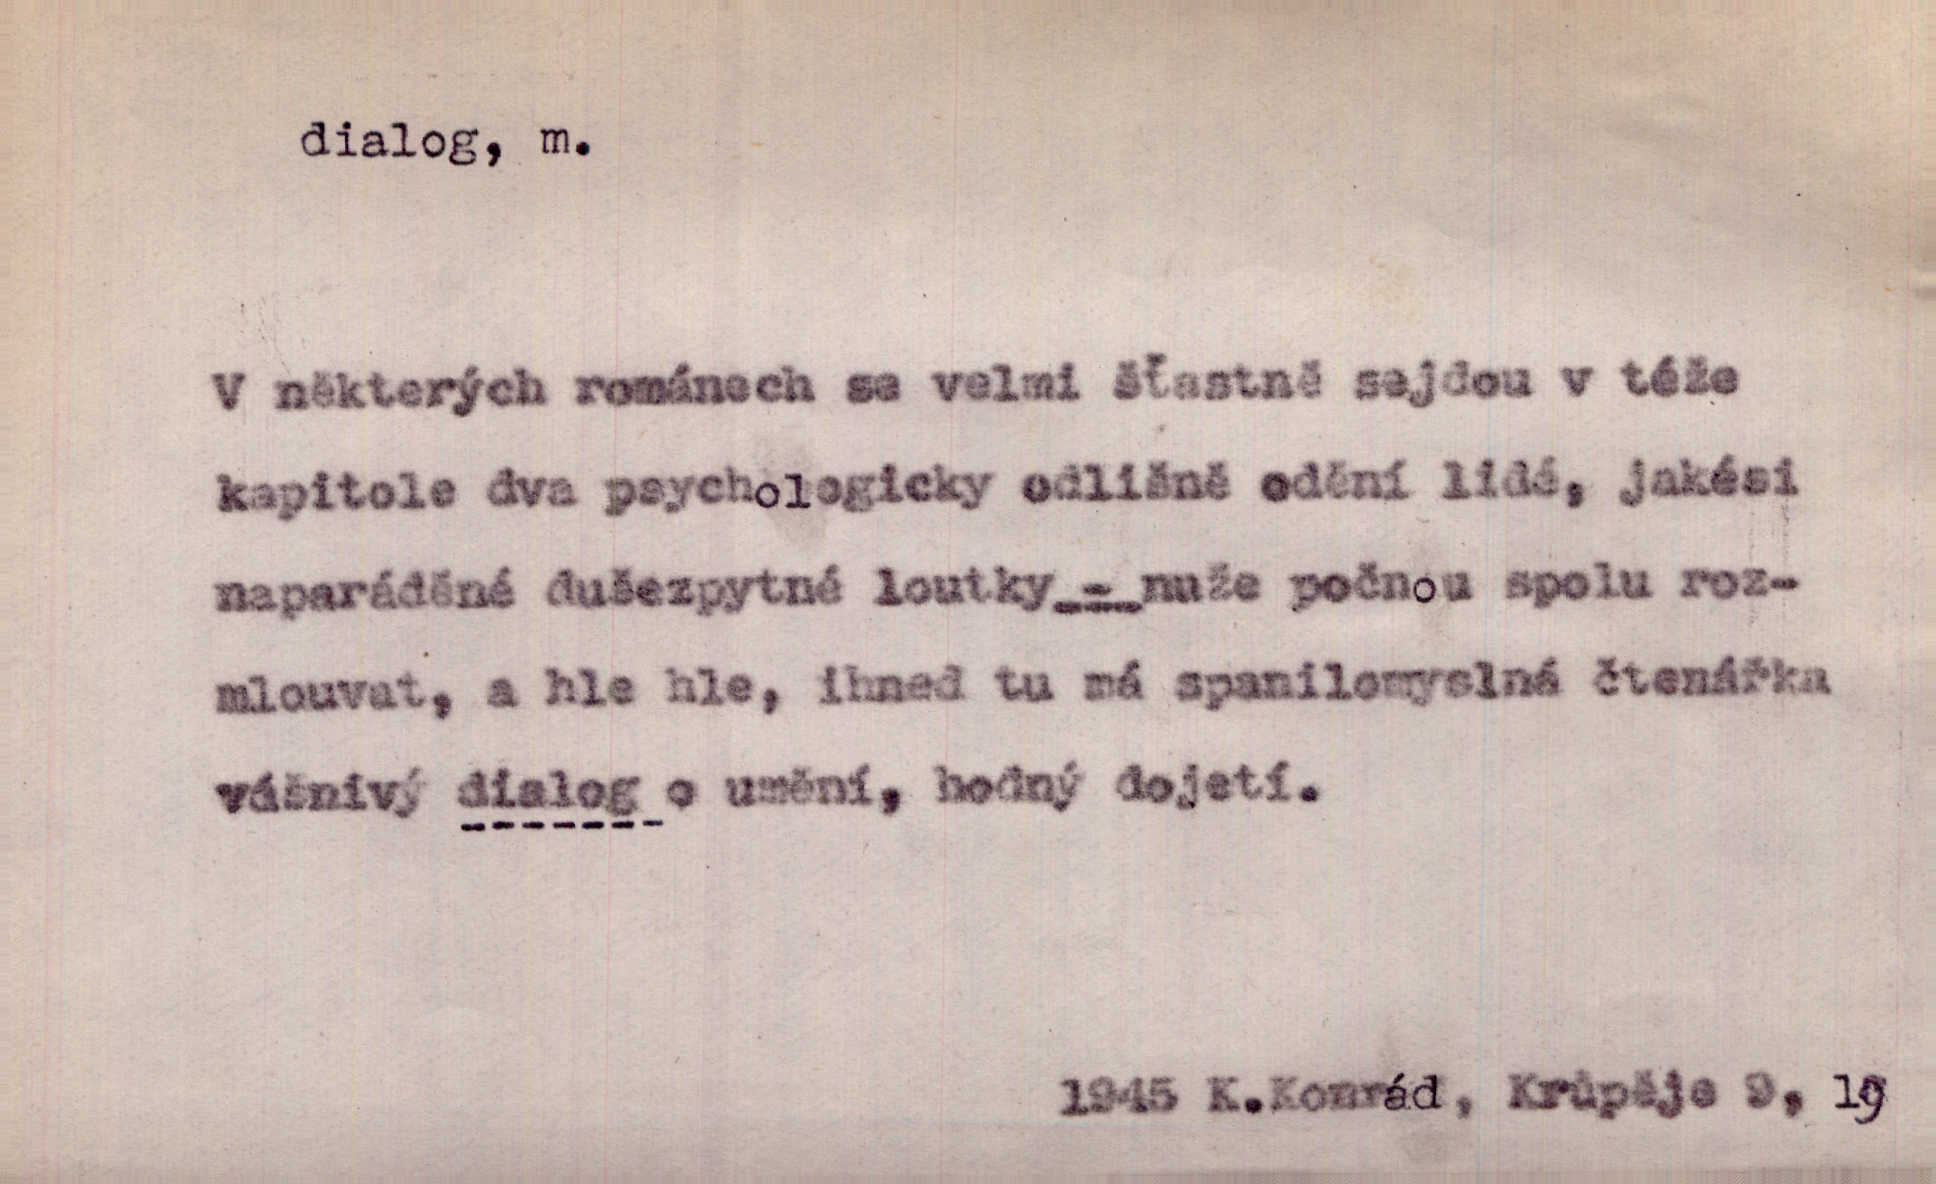 dialog, m.
V některých románech se velmi šťastně sejdou v téže
kapitole dva psychologicky odlišně odění lidé, jakési
naparáděné dušezpytné loutky - nuže počnou spolu roz-
mlouvat, a hle hle, ihned tu má spanilomyslná čtenářka
vášnivý dialog o umění, hodný dojetí.
1945 K.Konrád, Krůpěje 9, 19